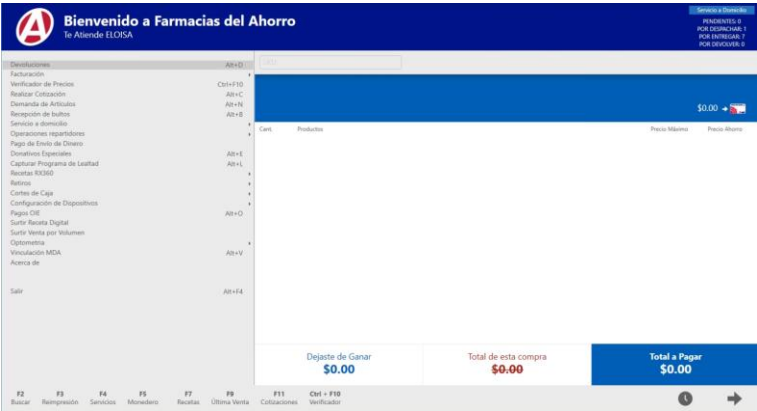 Servicio a Domicilio
Bienvenido a Farmacias del Ahorro
Te Atiende ELOISA
PENDIENTES: 0
POR DESPACHAR: 1
POR ENTREGAR: 7
POR DEVOLVER: 0
Devoluciones Alt+D
Facturación
Verificador de Precios Ctrl+F10
Realizar Cotización Alt+C
Demanda de Artículos Alt+N
Recepción de bultos Alt+B
Servicio a domicilio
Operaciones repartidores
Pago de Envío de Dinero
Donativos Especiales Alt+E
Capturar Programa de Lealtad Alt+L
Recetas RX360
Retiros
Cortes de Caja
Configuración de Dispositivos
Pagos OIE Alt+O
Surtir Receta Digital
Surtir Venta por Volumen
Optometria
Vinculación MDA Alt+V
Acerca de
Salir Alt+F4
$0.00
Cant. Productos Precio Máximo Precio Ahorro
Dejaste de Ganar Total de esta compra Total a Pagar
$0.00 $0.00 $0.00
F2 F3 F4 F5 F7 F9 F11 Ctrl + F10
Buscar Reimpresión Servicios Monedero Recetas Última Venta Cotizaciones Verificador